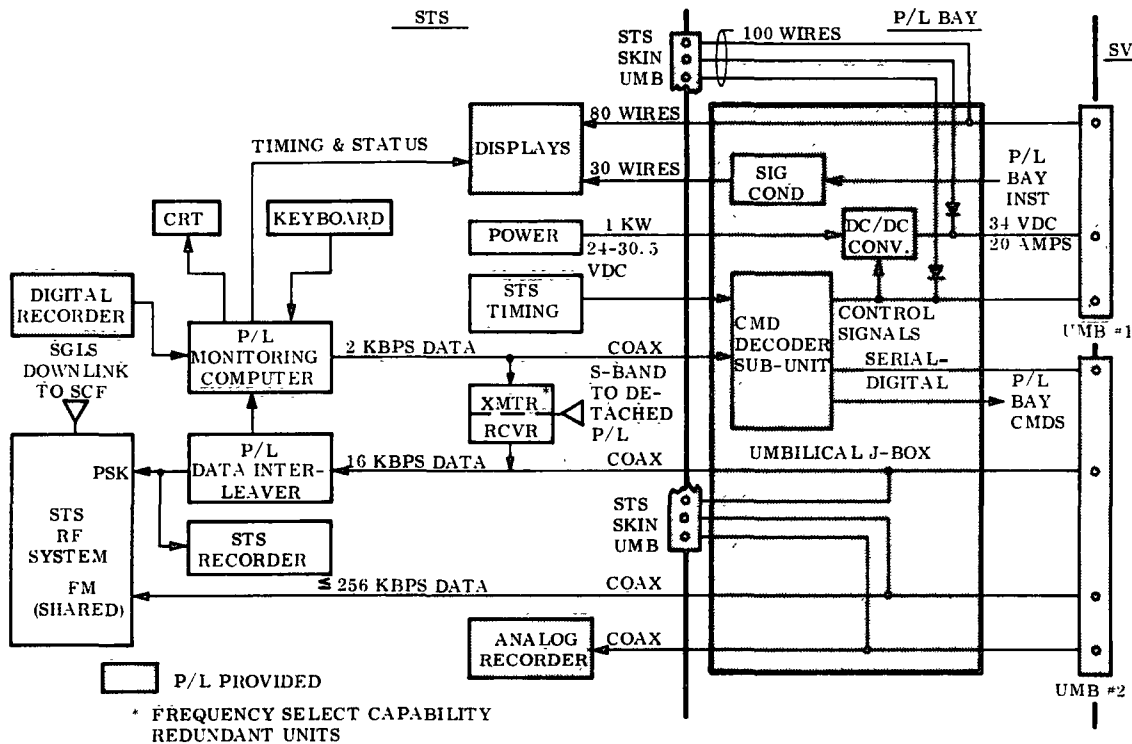 STS
P/L BAY
SV
STS
SKIN
UMB
100 WIRES
80 WIRES
TIMING & STATUS
DISPLAYS
30 WIRES
SIG
COND
P/L
BAY
INST
CRT
KEYBOARD
POWER
1 KW
24-30.5
VDC
DC/DC
CONV.
34 VDC
20 AMPS
DIGITAL
RECORDER
STS
TIMING
CMD
DECODER
SUB-UNIT
CONTROL
SIGNALS
UMB #1
SGLS
DOWNLINK
TO SCF
P/L
MONITORING
COMPUTER
2 KBPS DATA
COAX
SERIAL-
DIGITAL
S-BAND
TO DE-
TACHED
P/L
XMTR *
RCVR
P/L
BAY
CMDS
PSK
P/L
DATA INTER-
LEAVER
16 KBPS DATA
COAX
UMBILICAL J-BOX
STS
RF
SYSTEM
STS
RECORDER
STS
SKIN
UMB
FM
(SHARED)
≤ 256 KBPS DATA
COAX
ANALOG
RECORDER
COAX
P/L PROVIDED
UMB #2
* FREQUENCY SELECT CAPABILITY
REDUNDANT UNITS